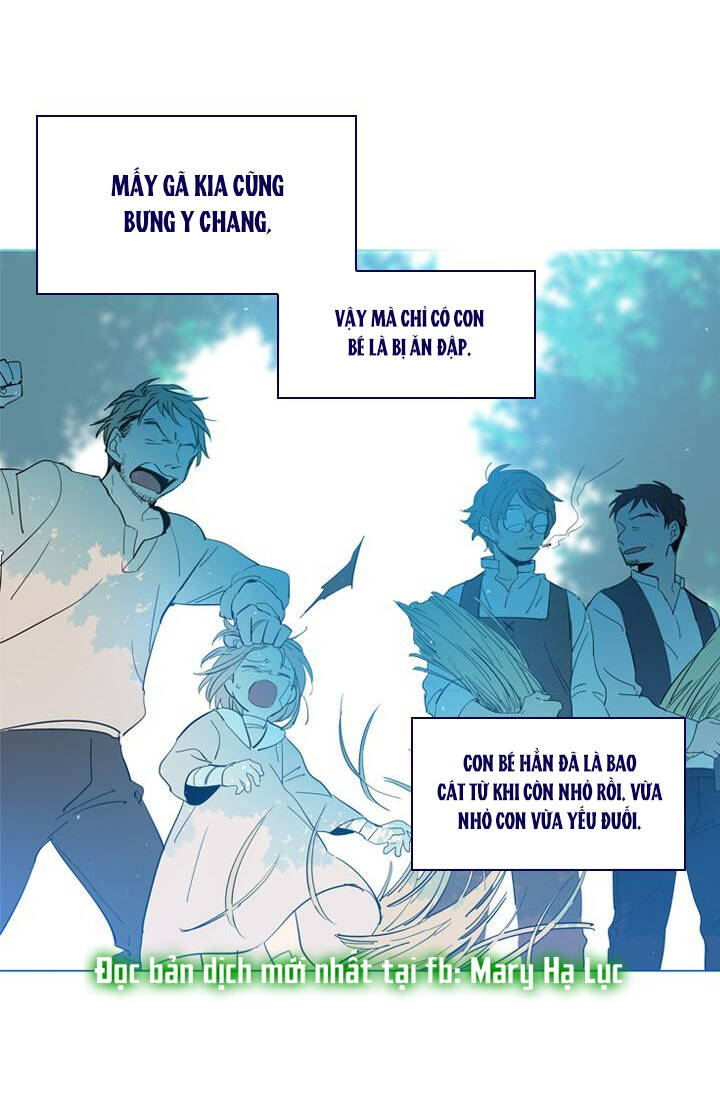 MẤY GÃ KIA CŨNG
BƯNG Y CHANG,
VẬY MÀ CHỈ CÓ CON
BÉ LÀ BỊ ĂN ĐẬP.
CON BÉ HẲN ĐÃ LÀ BAO
CÁT TỪ KHI CÒN NHỎ RỒI, VỪA
NHỎ CON VỪA YẾU ĐUỐI.
Đọc bản dịch mới nhất tại fb: Mary Hạ Lục